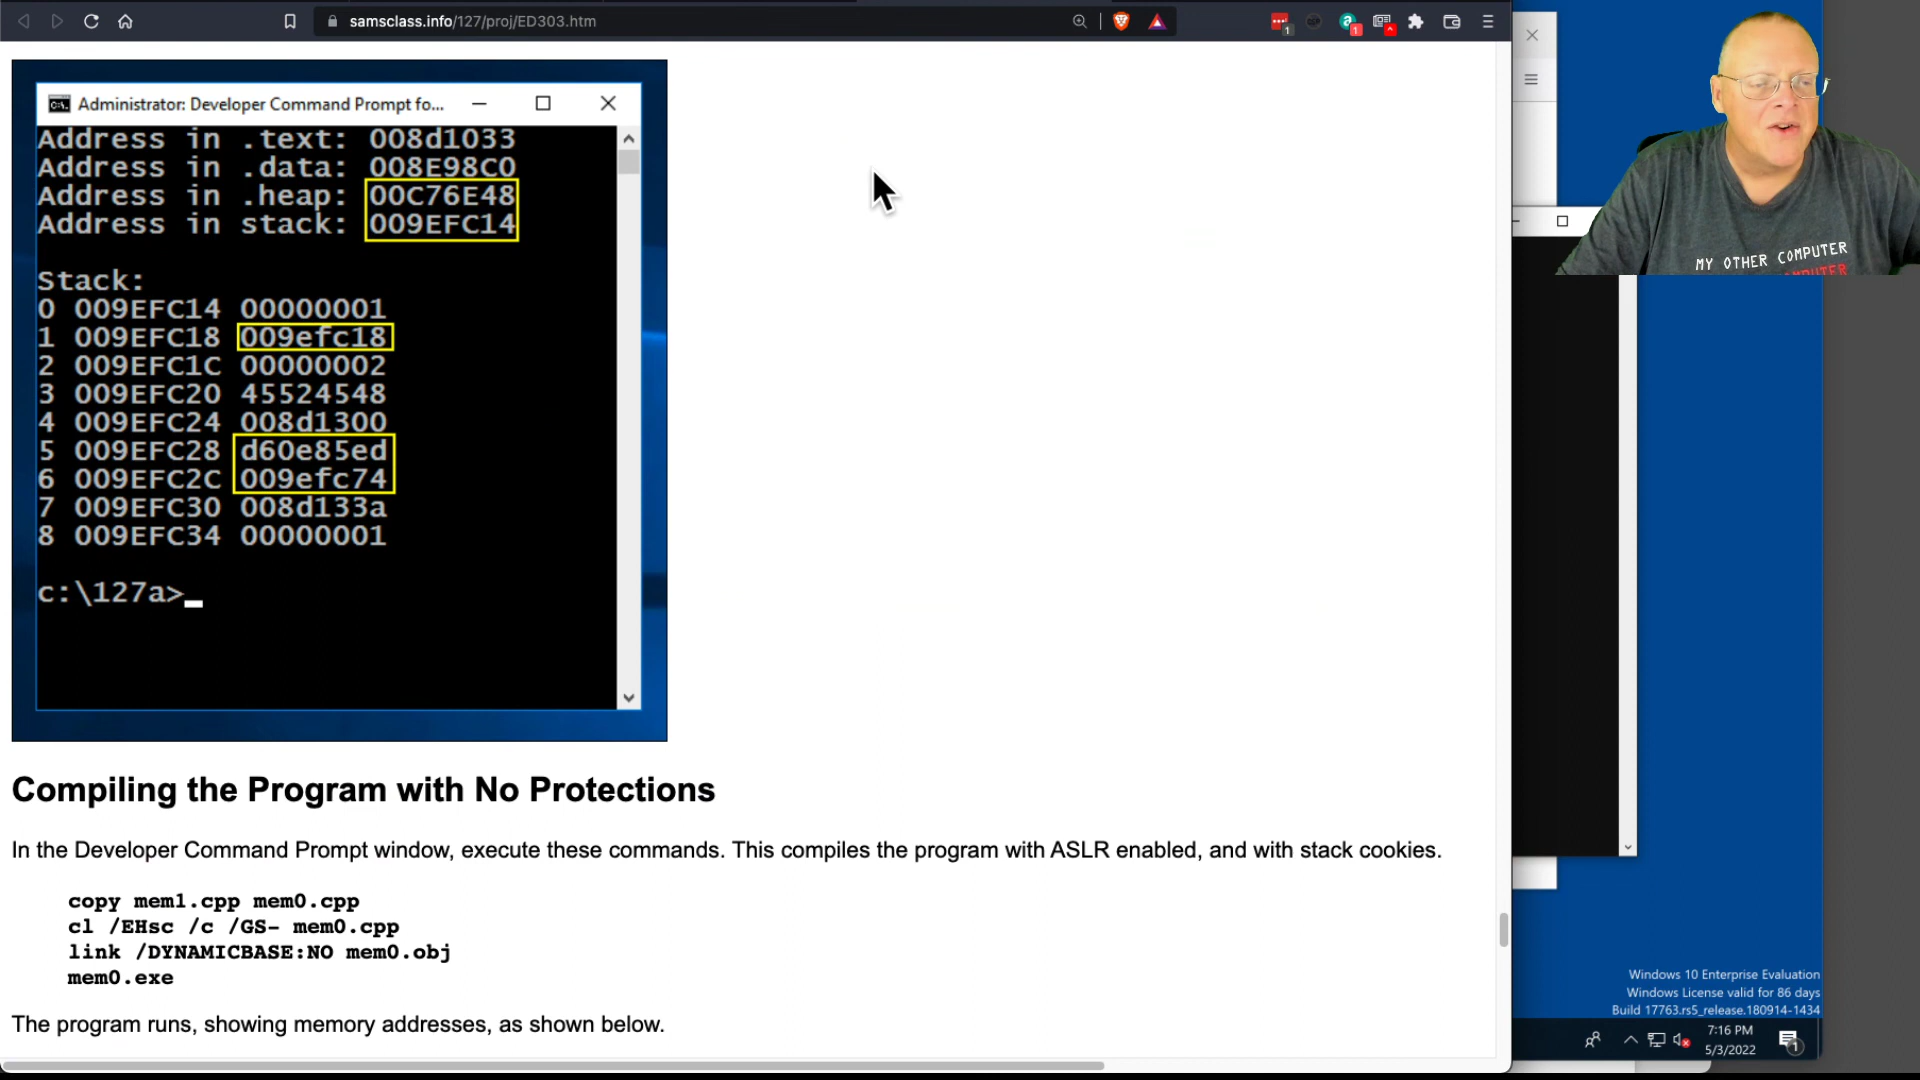 samsclass.info/127/proj/ED303.htm
Administrator: Developer Command Prompt fo...
Address in .text: 008d1033
Address in .data: 008E98C0
Address in .heap: 00C76E48
Address in stack: 009EFC14
Stack:
0 009EFC14 00000001
1 009EFC18 009efc18
2 009EFC1C 00000002
3 009EFC20 45524548
4 009EFC24 008d1300
5 009EFC28 d60e85ed
6 009EFC2C 009efc74
7 009EFC30 008d133a
8 009EFC34 00000001
c:\127a>
Compiling the Program with No Protections
In the Developer Command Prompt window, execute these commands. This compiles the program with ASLR enabled, and with stack cookies.
copy mem1.cpp mem0.cpp
cl /EHsc /c /GS- mem0.cpp
link /DYNAMICBASE:NO mem0.obj
mem0.exe
The program runs, showing memory addresses, as shown below.
MY OTHER COMPUTER
Windows 10 Enterprise Evaluation
Windows License valid for 86 days
Build 17763.rs5_release.180914-1434
7:16 PM
5/3/2022
1